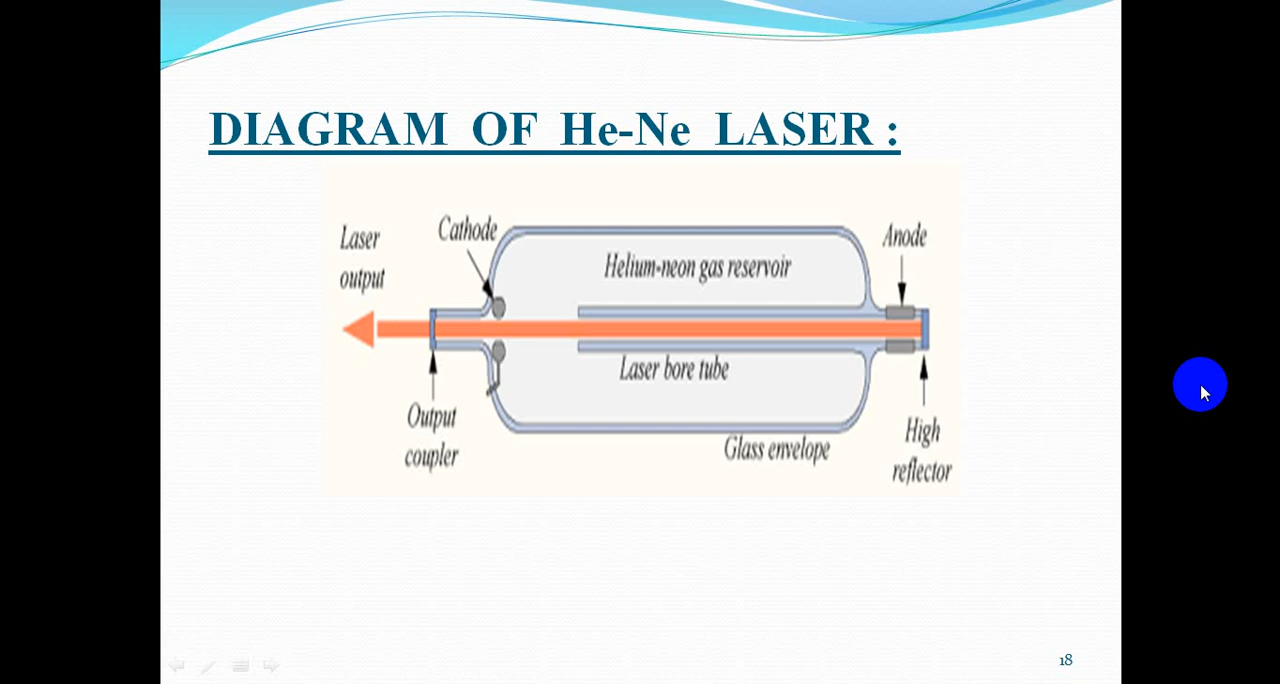 DIAGRAM OF He-Ne LASER :
Laser
output
Cathode
Helium-neon gas reservoir
Anode
Laser bore tube
Output
coupler
Glass envelope
High
reflector
18